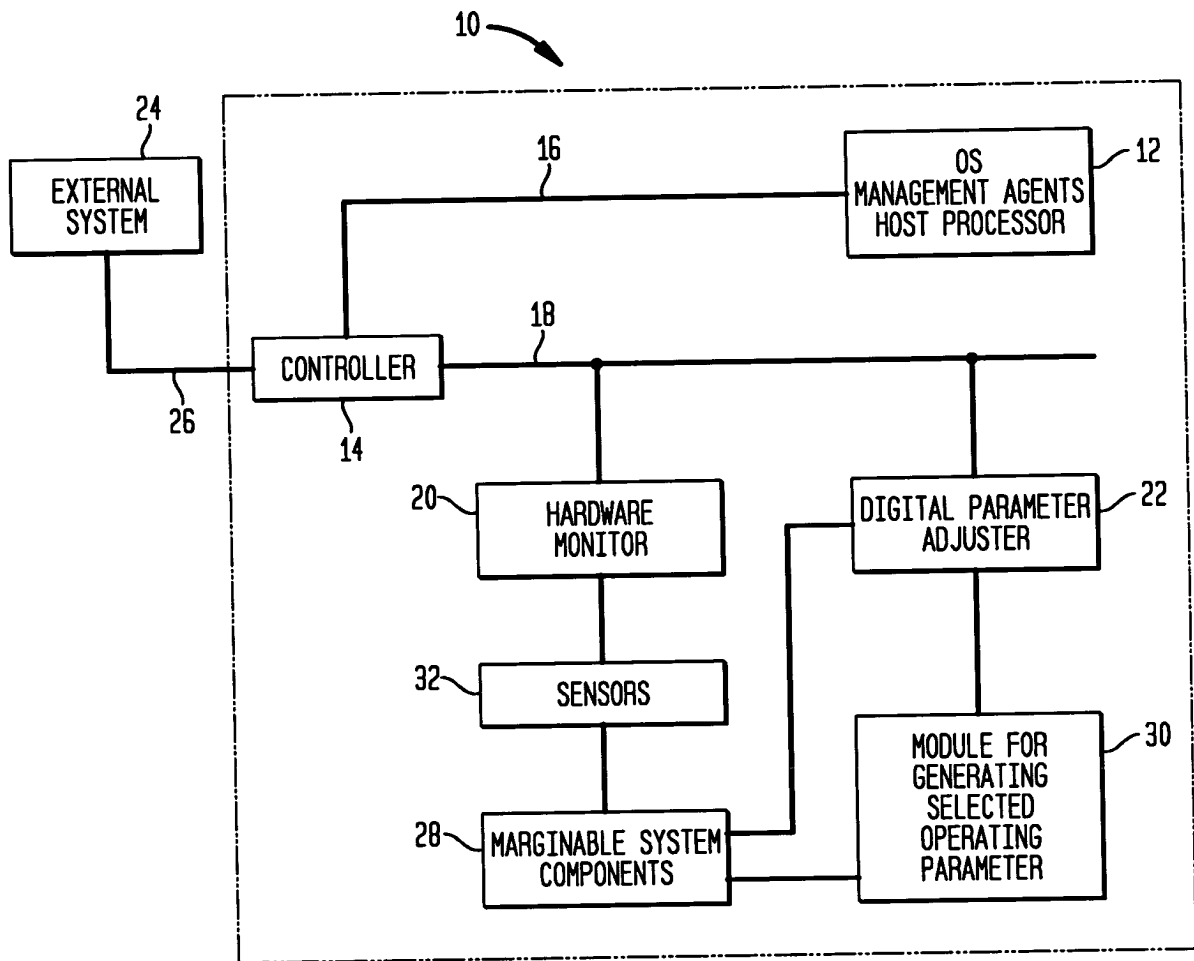 10
24
EXTERNAL
SYSTEM
16
OS
MANAGEMENT AGENTS
HOST PROCESSOR
12
18
CONTROLLER
26
14
20
HARDWARE
MONITOR
DIGITAL PARAMETER
ADJUSTER
22
32
SENSORS
MODULE FOR
GENERATING
SELECTED
OPERATING
PARAMETER
30
28
MARGINABLE SYSTEM
COMPONENTS